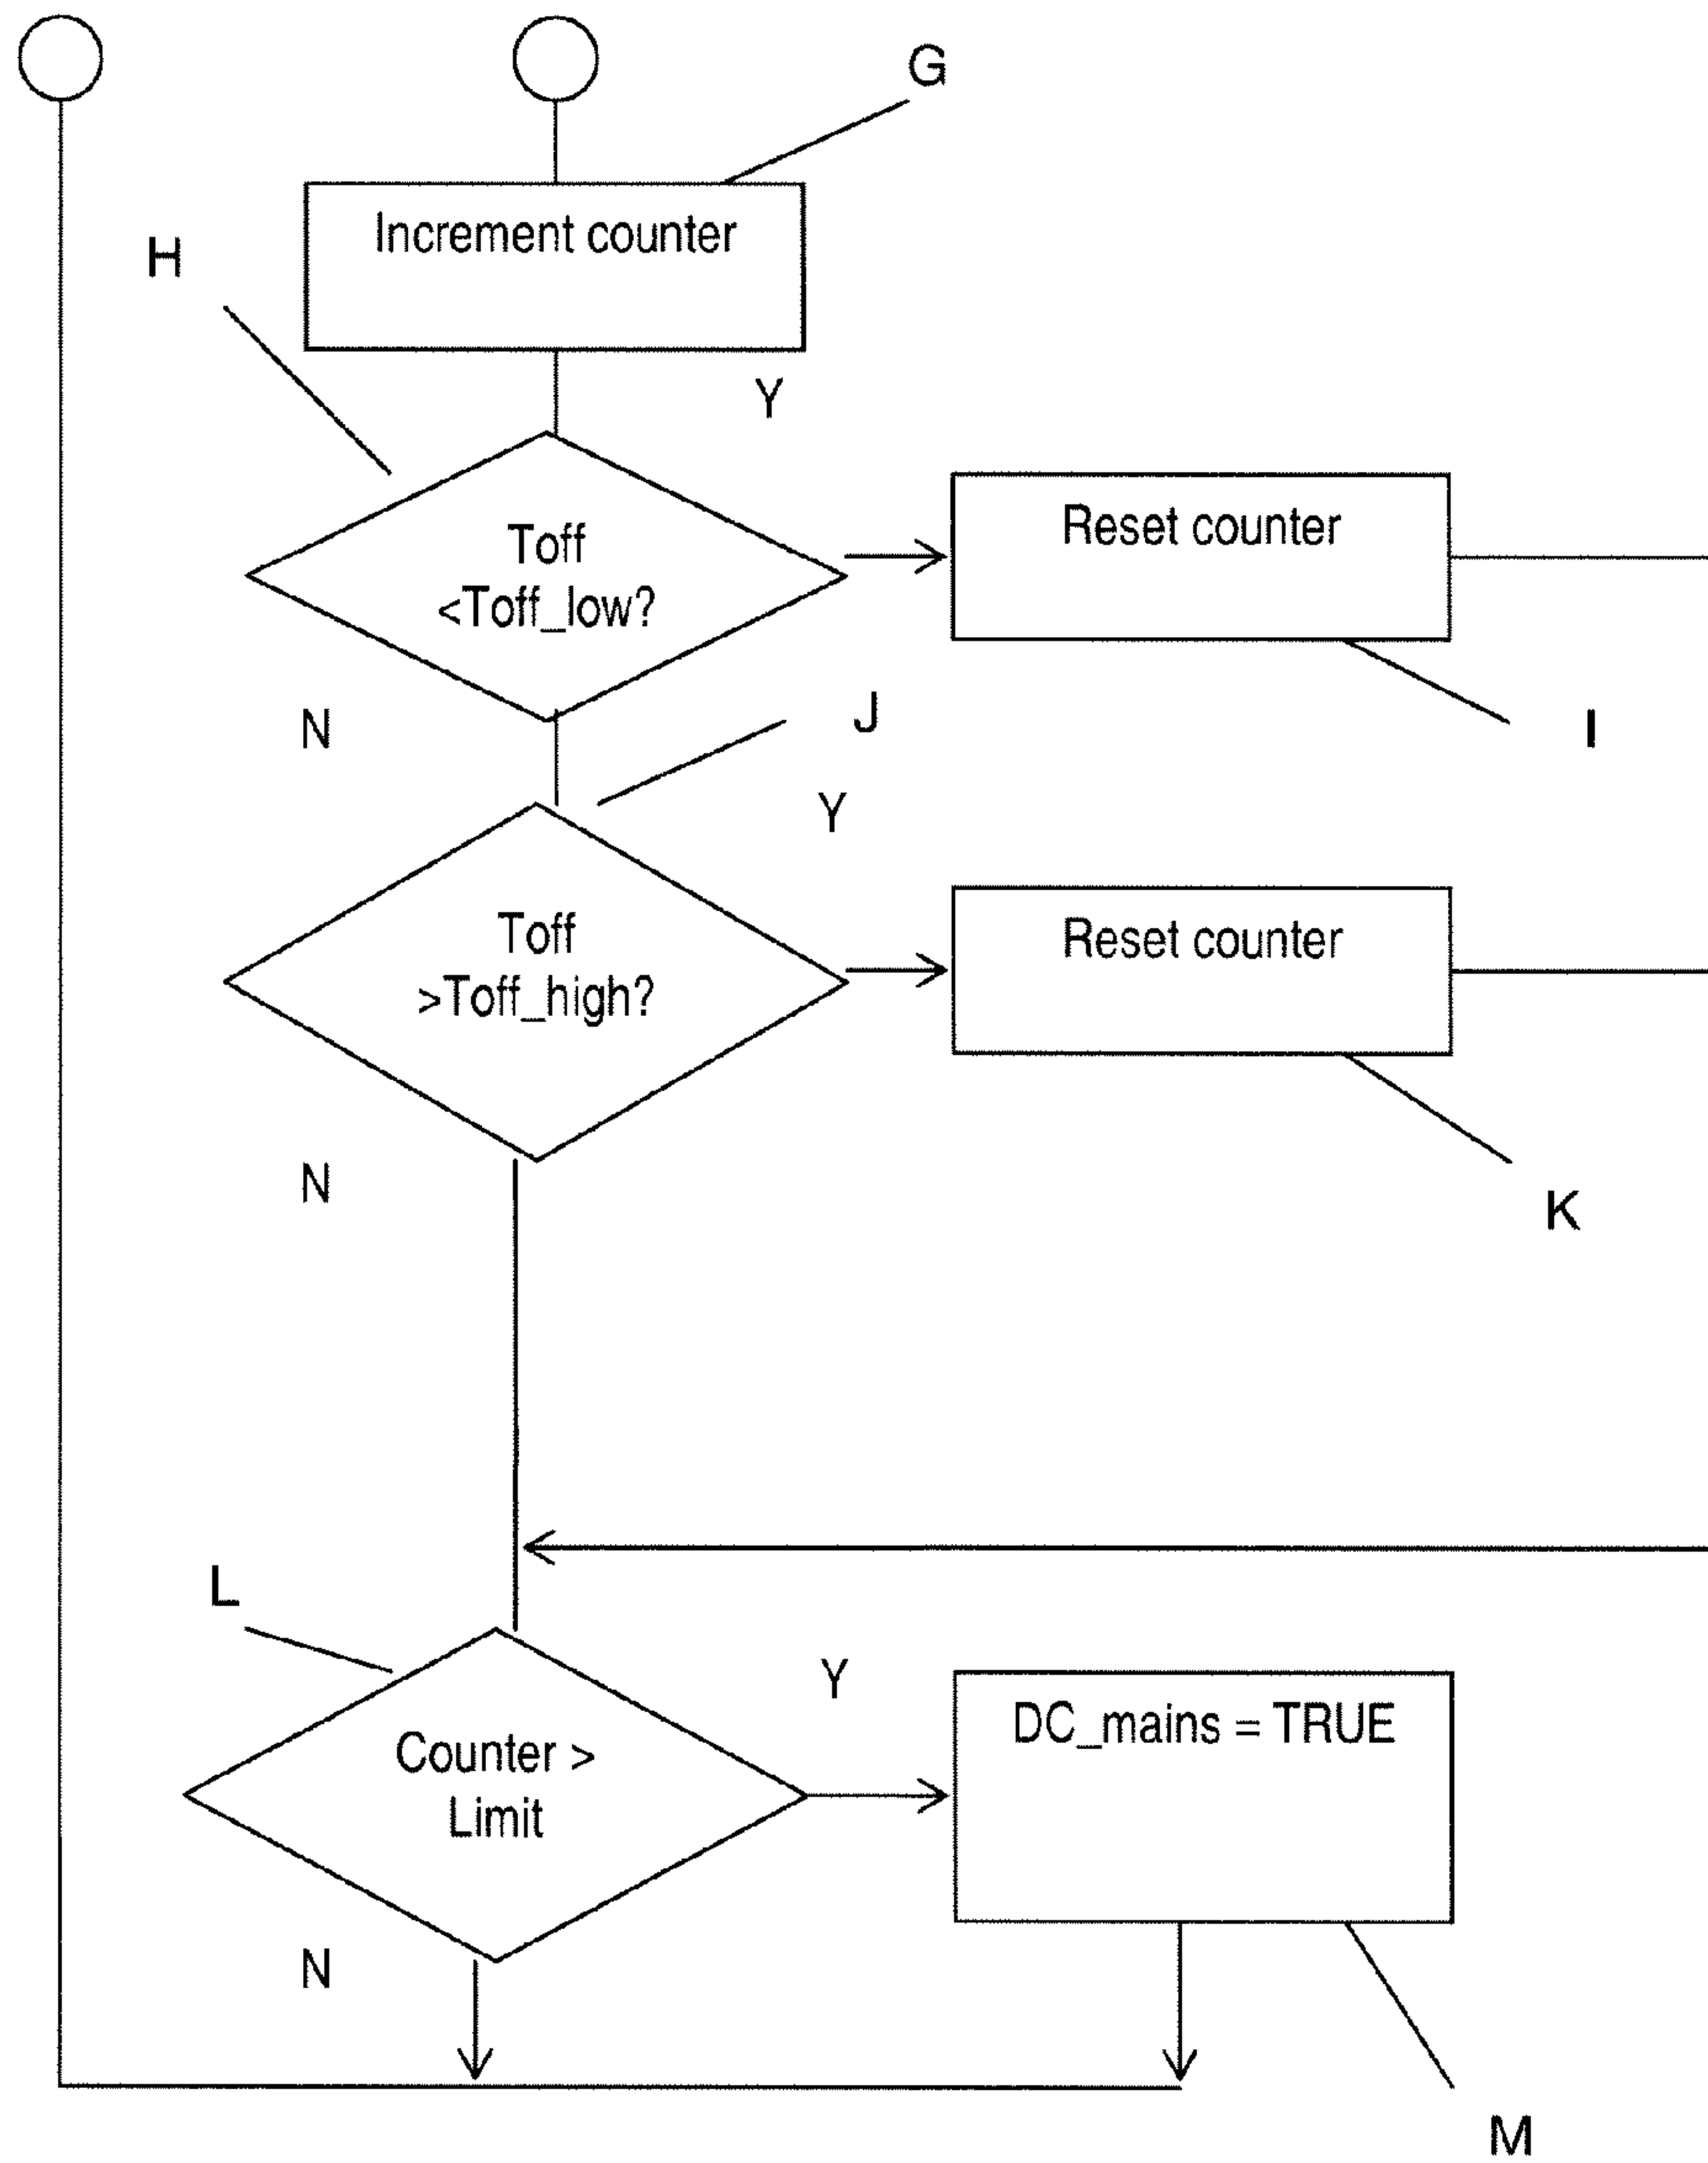 G
Increment counter
H
Y
Toff
<Toff_low?
Reset counter
I
N
J
Y
Toff
>Toff_high?
Reset counter
K
N
L
Y
Counter >
Limit
DC_mains = TRUE
N
M